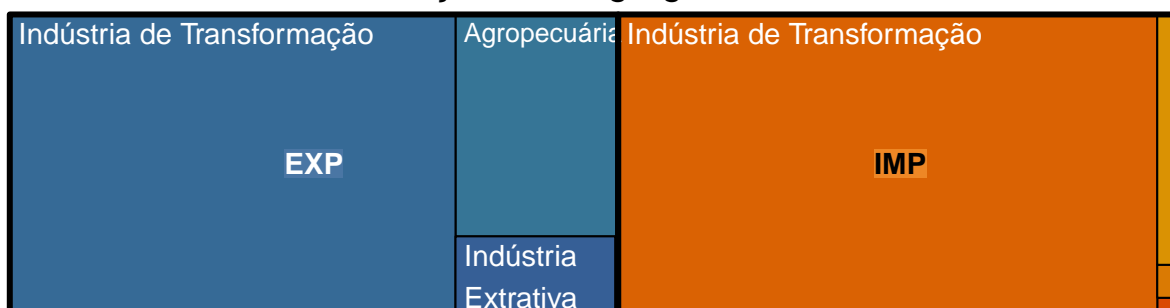 Indústria de Transformação
EXP
Agropecuária
Indústria
Extrativa
Indústria de Transformação
IMP